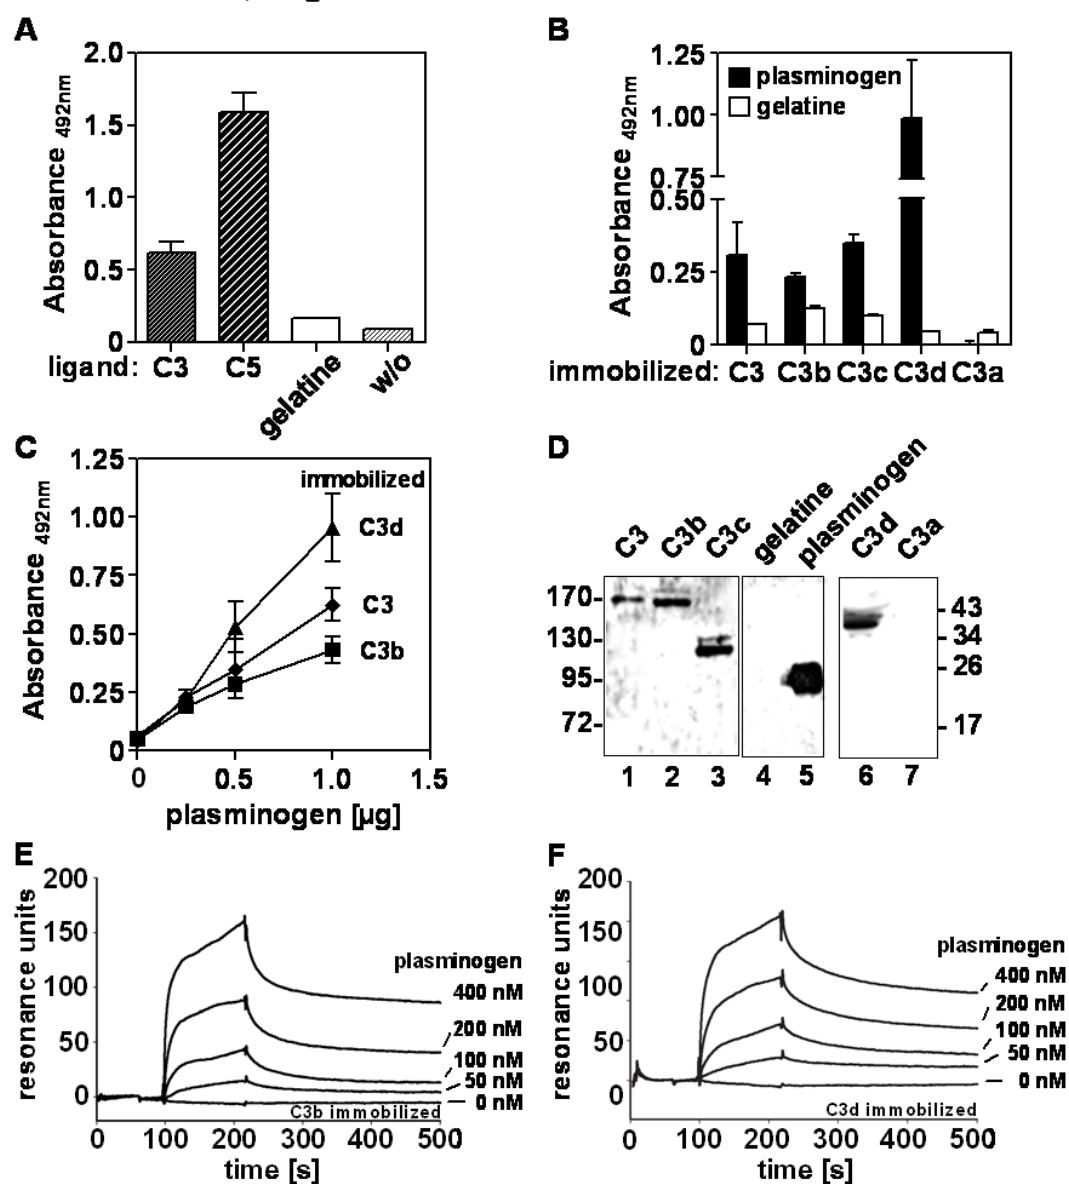 A
2.0
1.5
1.0
0.5
0
Absorbance 492nm
ligand: C3 C5 gelatine w/o
B
1.25
1.00
0.75
0.50
0.25
0
Absorbance 492nm
plasminogen
gelatine
immobilized: C3 C3b C3c C3d C3a
C
1.25
1.00
0.75
0.50
0.25
0
Absorbance 492nm
immobilized
C3d
C3
C3b
0 0.5 1.0 1.5
plasminogen [µg]
D
C3 C3b C3c gelatine plasminogen C3d C3a
170-
130-
95-
72-
43
34
26
17
1 2 3 4 5 6 7
E
200
150
100
50
0
resonance units
plasminogen
400 nM
200 nM
100 nM
50 nM
0 nM
C3b immobilized
0 100 200 300 400 500
time [s]
F
200
150
100
50
0
resonance units
plasminogen
400 nM
200 nM
100 nM
50 nM
0 nM
C3d immobilized
0 100 200 300 400 500
time [s]